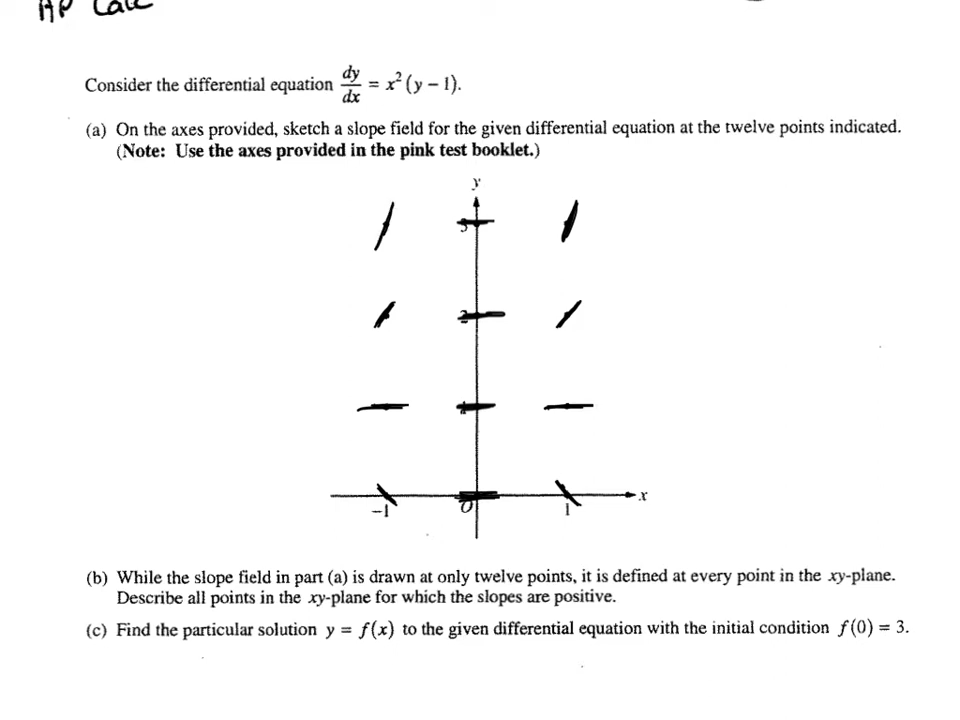 AP Calc
Consider the differential equation dy/dx = x²(y − 1).
(a) On the axes provided, sketch a slope field for the given differential equation at the twelve points indicated.
(Note: Use the axes provided in the pink test booklet.)
y
3
2
1
x
−1
O
1
(b) While the slope field in part (a) is drawn at only twelve points, it is defined at every point in the xy-plane.
Describe all points in the xy-plane for which the slopes are positive.
(c) Find the particular solution y = f(x) to the given differential equation with the initial condition f(0) = 3.